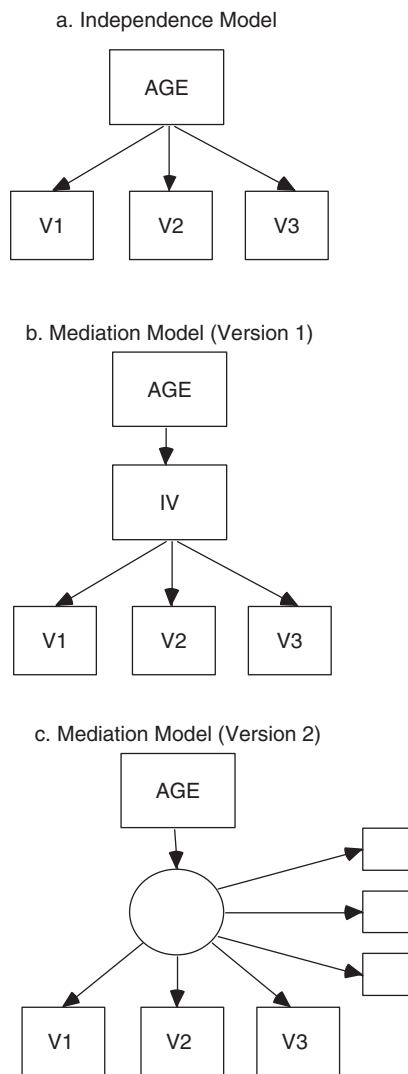 a. Independence Model
AGE
V1 V2 V3
b. Mediation Model (Version 1)
AGE
IV
V1 V2 V3
c. Mediation Model (Version 2)
AGE
V1 V2 V3